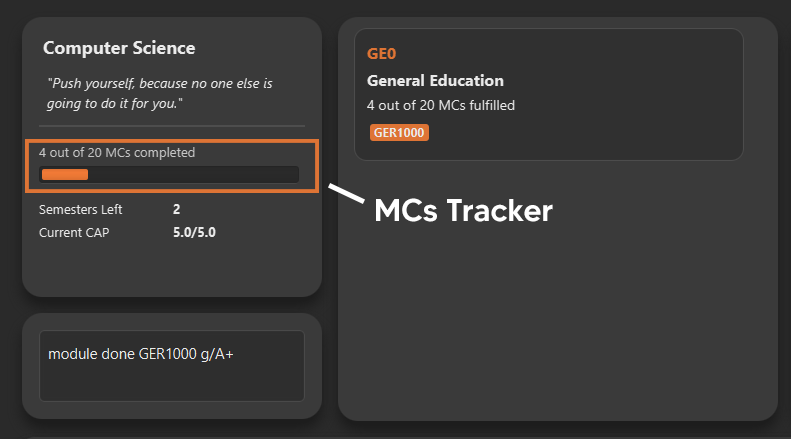 Computer Science
"Push yourself, because no one else is
going to do it for you."
4 out of 20 MCs completed
Semesters Left 2
Current CAP 5.0/5.0
module done GER1000 g/A+
GE0
General Education
4 out of 20 MCs fulfilled
GER1000
MCs Tracker